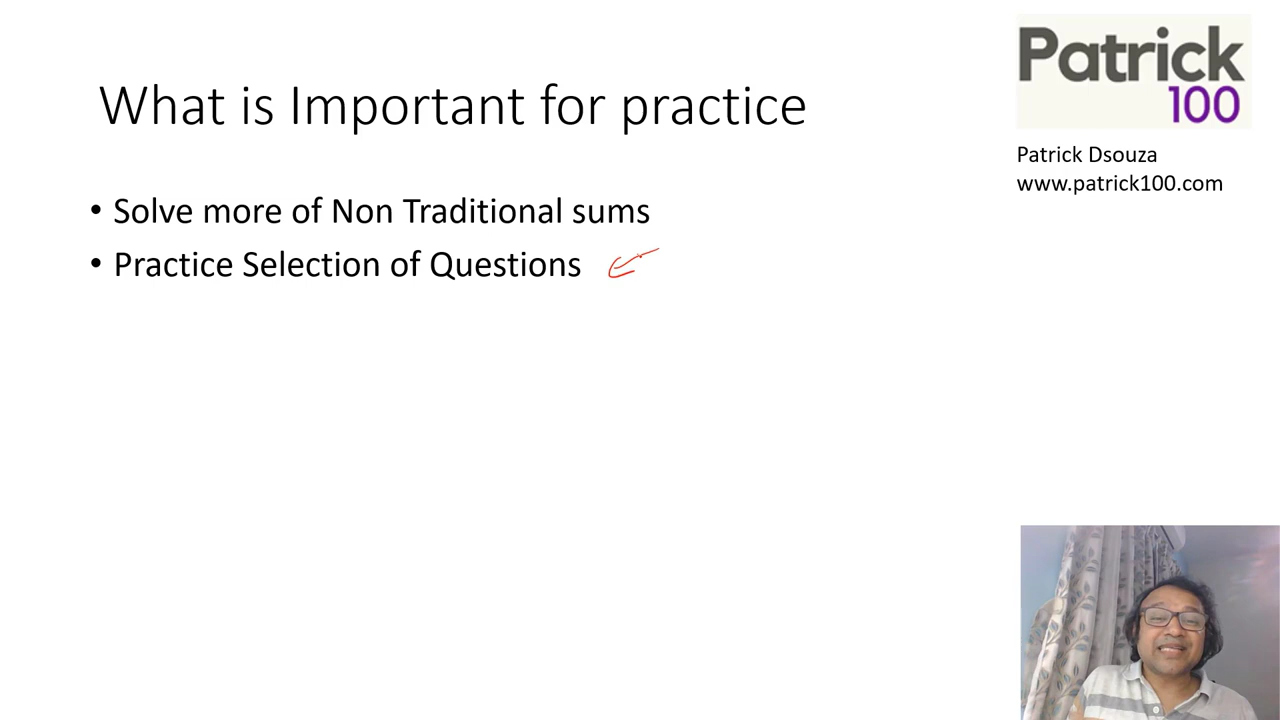 Patrick
100
What is Important for practice
Patrick Dsouza
www.patrick100.com
• Solve more of Non Traditional sums
• Practice Selection of Questions